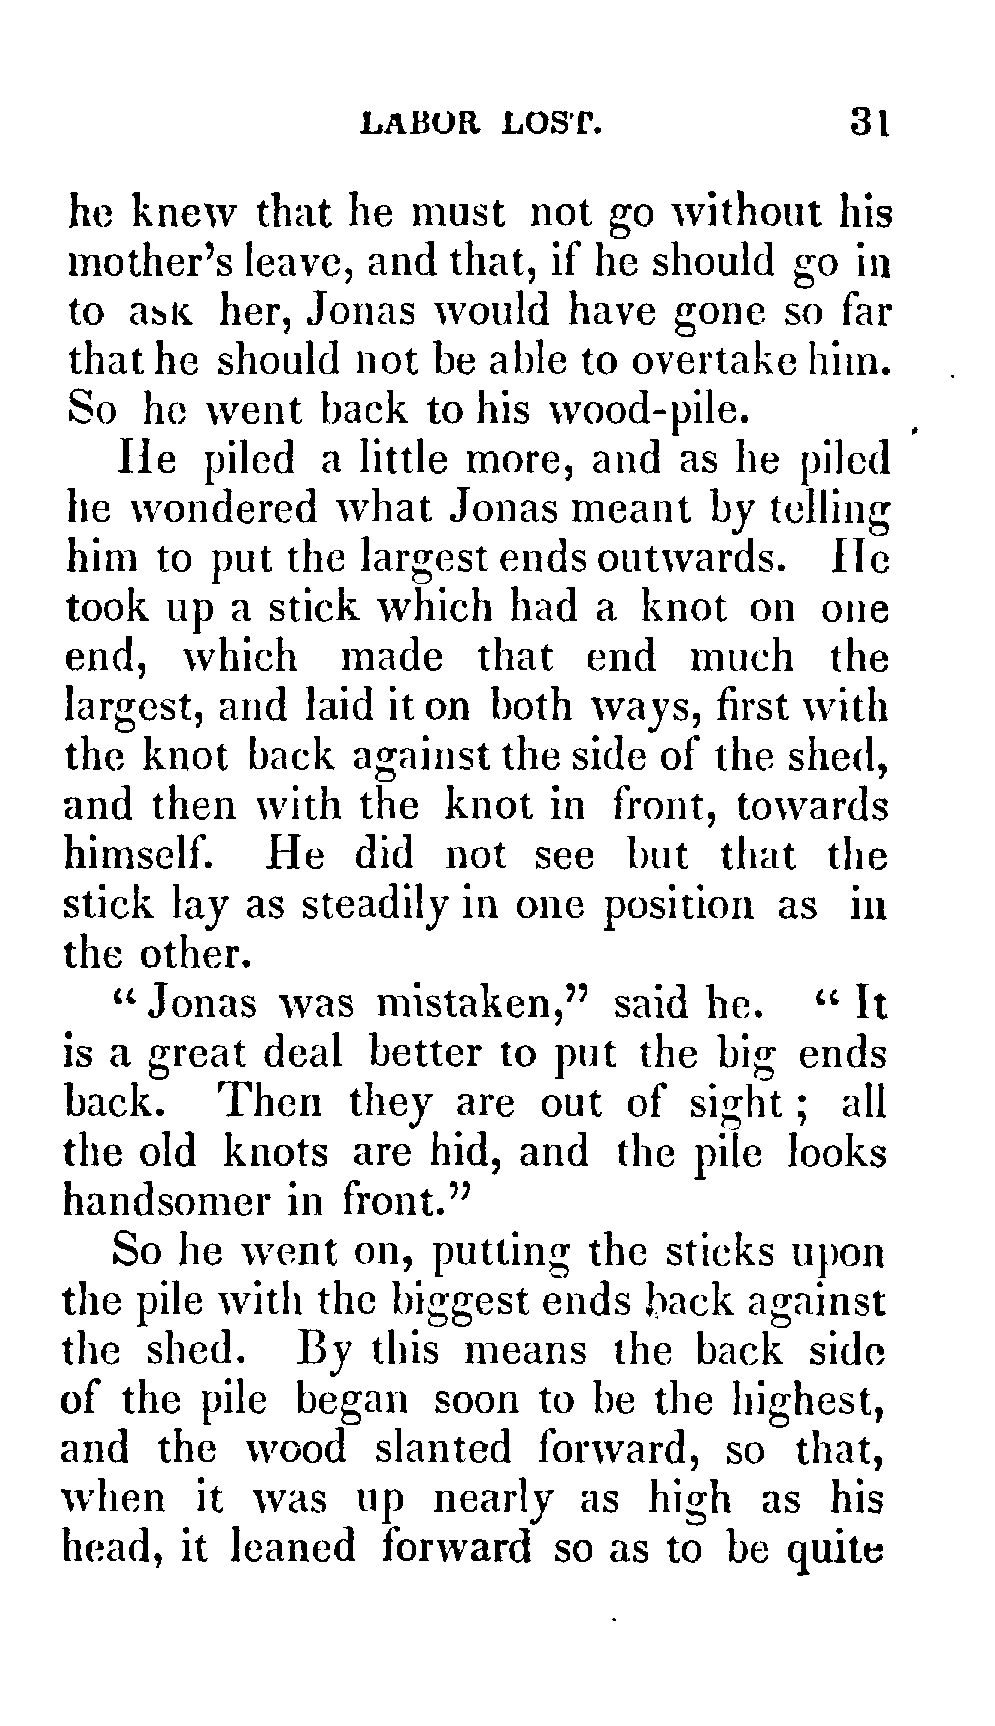 LABOR LOST. 31
he knew that he must not go without his
mother's leave, and that, if he should go in
to ask her, Jonas would have gone so far
that he should not be able to overtake him.
So he went back to his wood-pile.
He piled a little more, and as he piled
he wondered what Jonas meant by telling
him to put the largest ends outwards. He
took up a stick which had a knot on one
end, which made that end much the
largest, and laid it on both ways, first with
the knot back against the side of the shed,
and then with the knot in front, towards
himself. He did not see but that the
stick lay as steadily in one position as in
the other.
“Jonas was mistaken,” said he. “It
is a great deal better to put the big ends
back. Then they are out of sight; all
the old knots are hid, and the pile looks
handsomer in front.”
So he went on, putting the sticks upon
the pile with the biggest ends back against
the shed. By this means the back side
of the pile began soon to be the highest,
and the wood slanted forward, so that,
when it was up nearly as high as his
head, it leaned forward so as to be quite